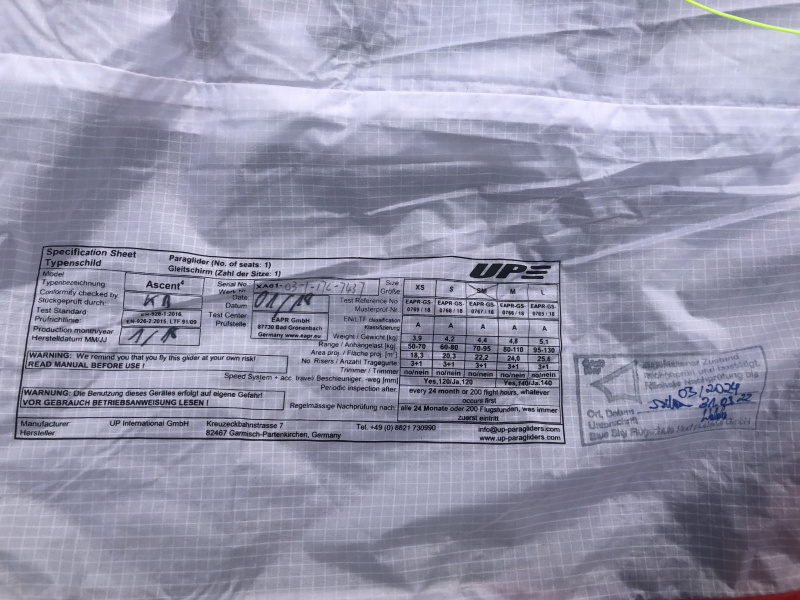 Specification Sheet
Typenschild
Paraglider (No. of seats: 1)
Gleitschirm (Zahl der Sitze: 1)
UP
Model
Typenbezeichnung:
Ascent⁴
Conformity checked by
Stückgeprüft durch:
KB
Test Standard:
Prüfrichtlinie:
EN-926-1:2016,
EN-926-2:2015, LTF 91/09
Production month/year
Herstelldatum MM/JJ
1/18
Serial No.
Date:
Datum:
01/18
Test Center:
Prüfstelle:
EAPR GmbH
87730 Bad Grönenbach
Germany www.eapr.eu
Size
Größe
XS S SM M L
Test Reference No
Musterprüf-Nr.
EAPR-GS- EAPR-GS- EAPR-GS- EAPR-GS- EAPR-GS-
0769 / 18 0768 / 18 0767 / 18 0766 / 18 0765 / 18
EN/LTF classification
Klassifizierung
A A A A A
Weight / Gewicht [kg] 3,9 4,2 4,4 4,8 5,1
Range / Anhängelast [kg] 50-70 60-80 70-95 80-110 95-130
Area proj. / Fläche proj. [m²] 18,3 20,3 22,2 24,0 25,6
No. Risers / Anzahl Tragegurte 3+1 3+1 3+1 3+1 3+1
Trimmer / Trimmer no/nein no/nein no/nein no/nein no/nein
Speed System + acc. travel / Beschleuniger. -weg [mm] Yes,120/Ja,120 Yes,140/Ja,140
Periodic inspection after: every 24 month or 200 flight hours, whatever
occurs first
Regelmässige Nachprüfung nach: alle 24 Monate oder 200 Flugstunden, was immer
zuerst eintritt
WARNING: We remind you that you fly this glider at your own risk!
READ MANUAL BEFORE USE !
WARNUNG: Die Benutzung dieses Gerätes erfolgt auf eigene Gefahr!
VOR GEBRAUCH BETRIEBSANWEISUNG LESEN !
Manufacturer
Hersteller
UP International GmbH
Kreuzeckbahnstrasse 7
82467 Garmisch-Partenkirchen, Germany
Tel. +49 (0) 8821 730990
info@up-paragliders.com
www.up-paragliders.com
03/2024
Ort, Datum
21.03.22
Unterschrift
Blue Sky